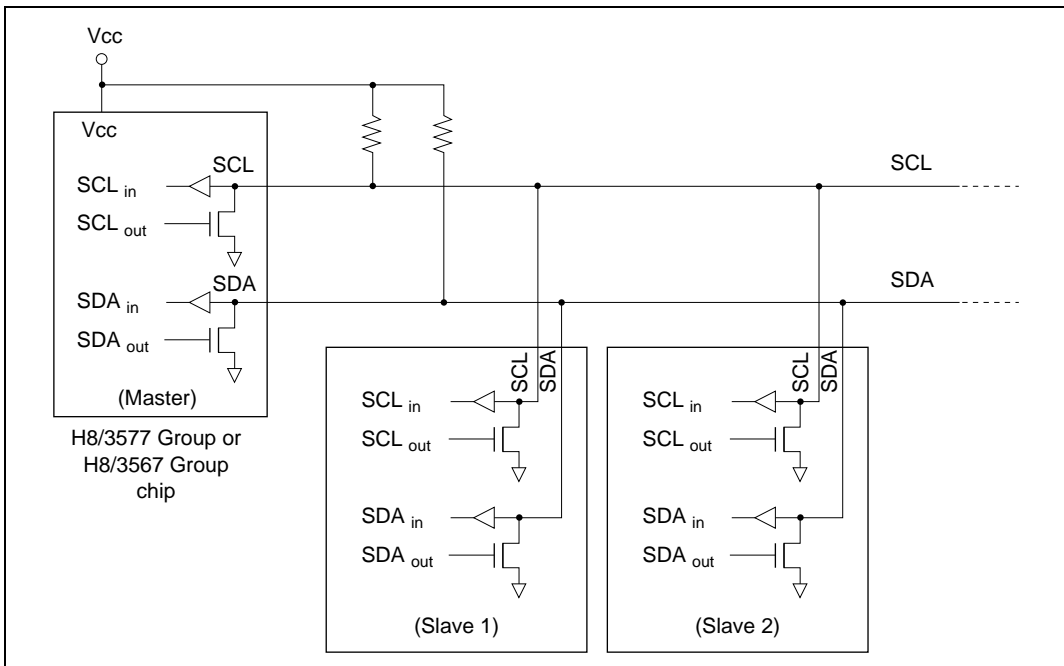 Vcc
Vcc
SCL
SCL in
SCL out
SDA
SDA in
SDA out
(Master)
H8/3577 Group or
H8/3567 Group
chip
SCL
SDA
SCL
SDA
SCL in
SCL out
SDA in
SDA out
(Slave 1)
SCL
SDA
SCL in
SCL out
SDA in
SDA out
(Slave 2)